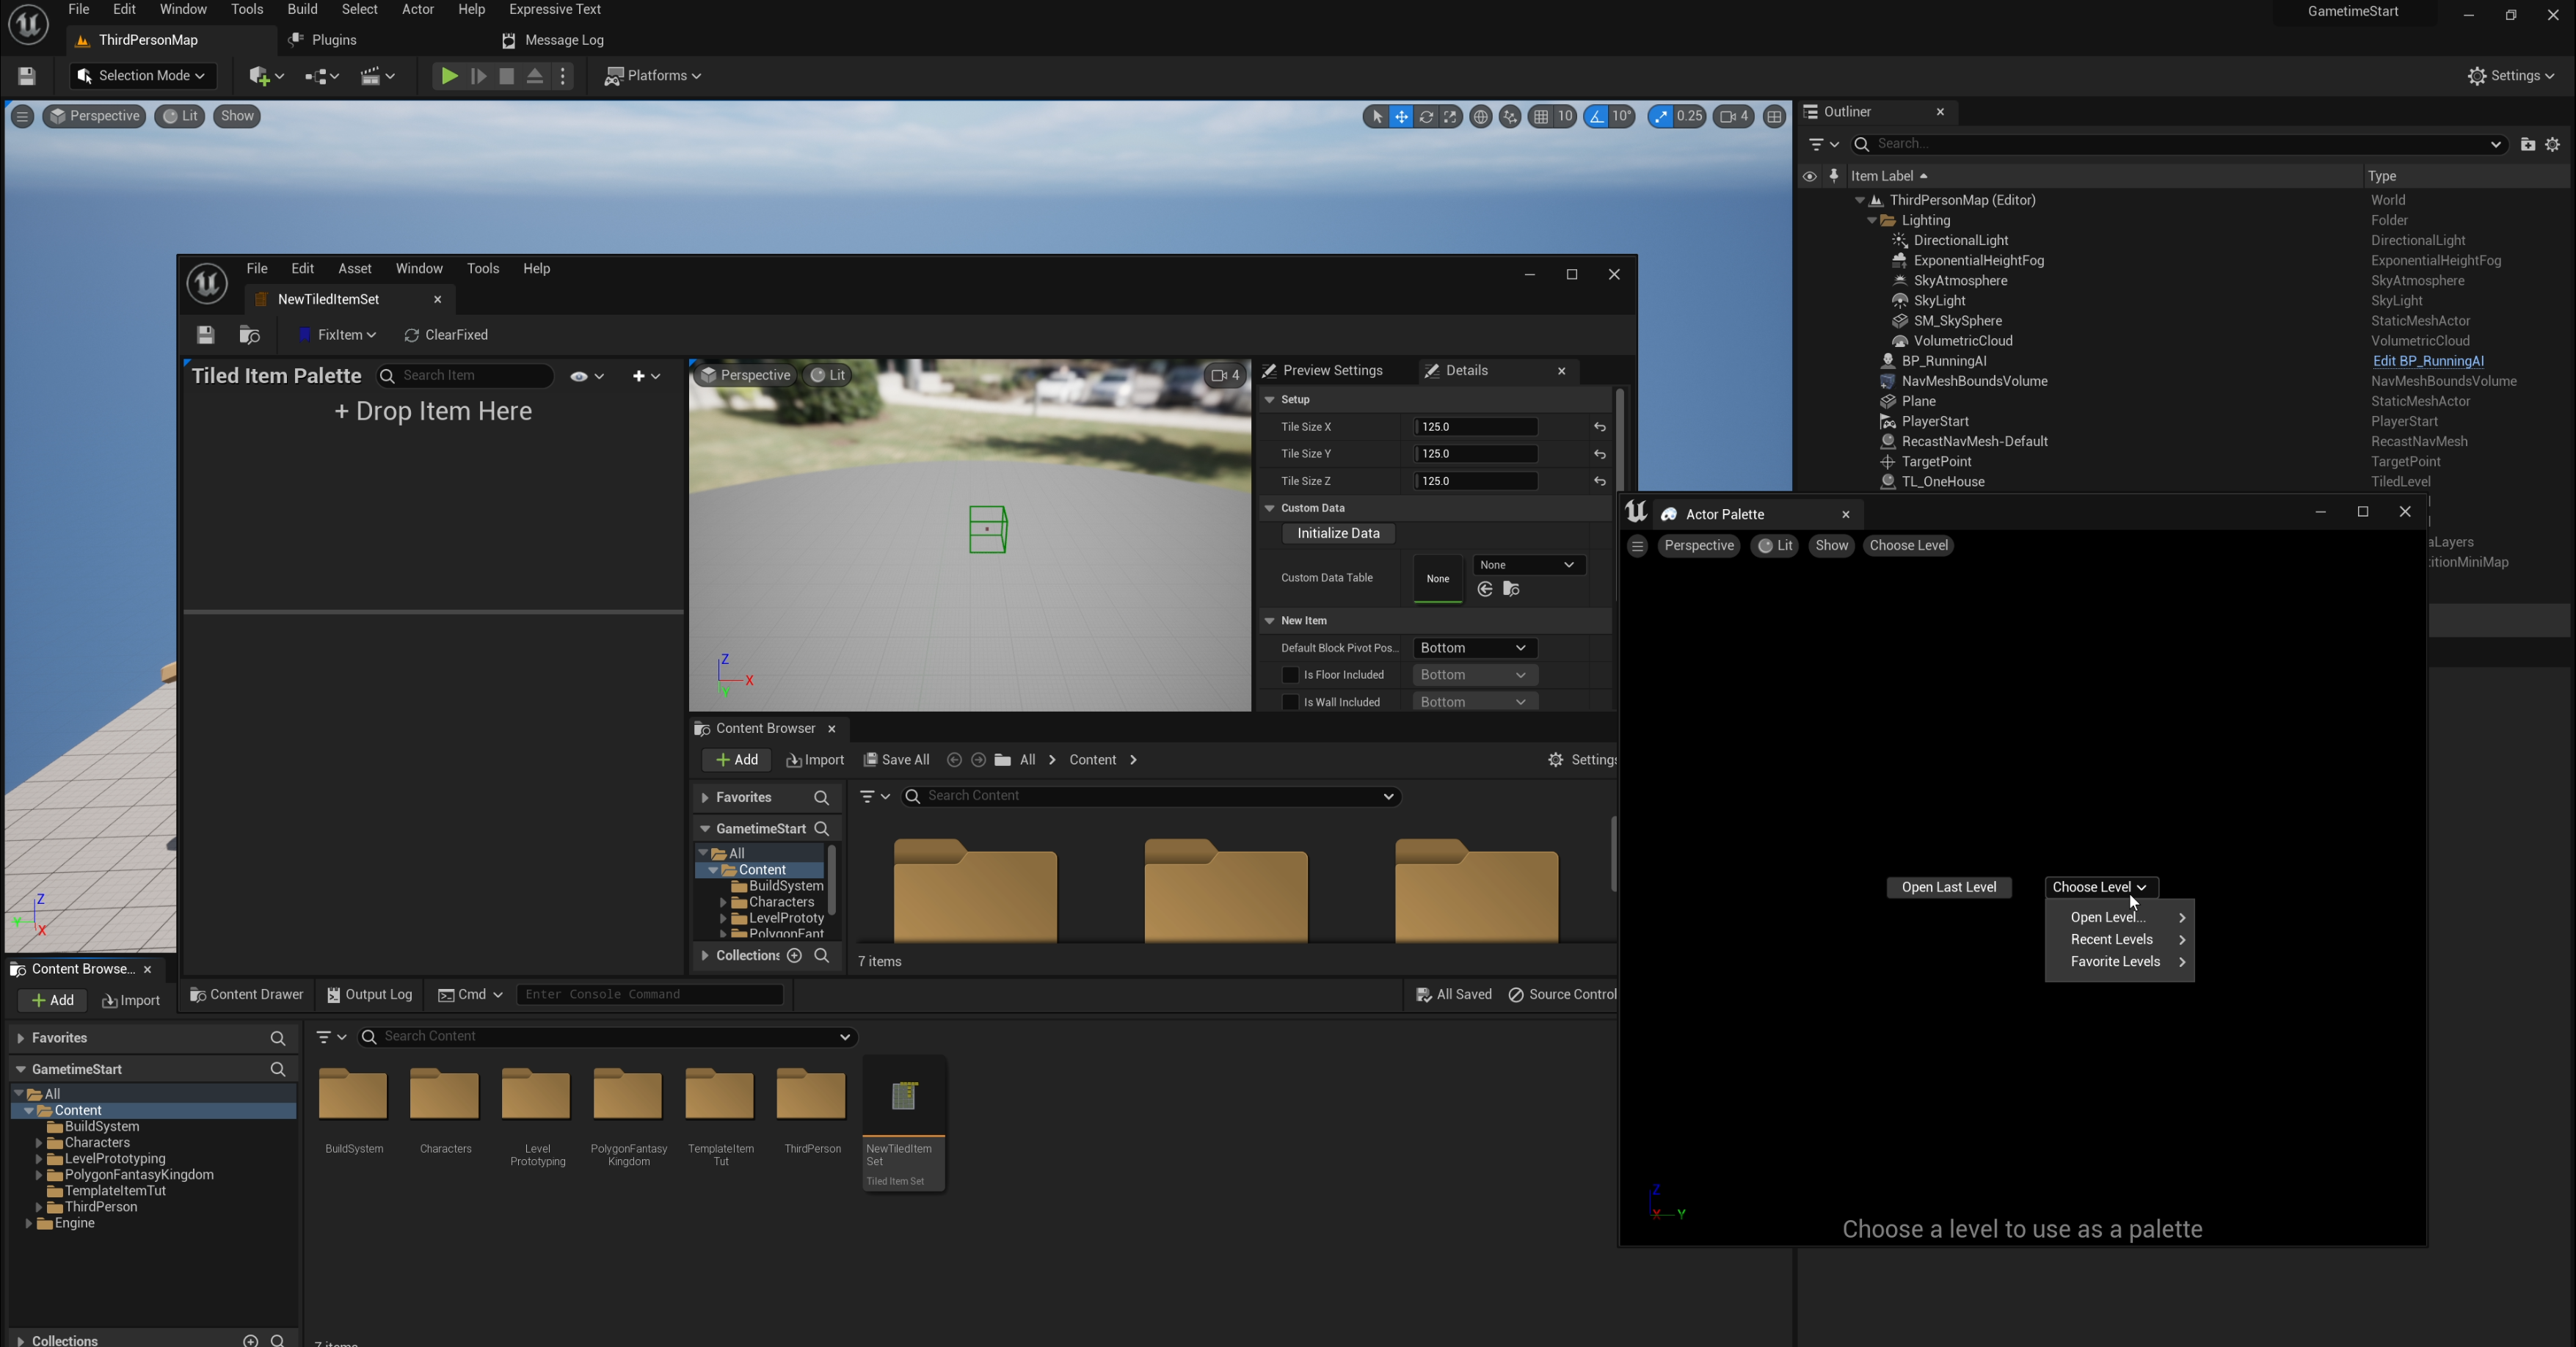 File Edit Window Tools Build Select Actor Help Expressive Text
GametimeStart
ThirdPersonMap Plugins Message Log
Selection Mode Platforms Settings
Perspective Lit Show 10 10° 0.25 4
Outliner
Search...
Item Label Type
ThirdPersonMap (Editor) World
Lighting Folder
DirectionalLight DirectionalLight
ExponentialHeightFog ExponentialHeightFog
SkyAtmosphere SkyAtmosphere
SkyLight SkyLight
SM_SkySphere StaticMeshActor
VolumetricCloud VolumetricCloud
BP_RunningAI Edit BP_RunningAI
NavMeshBoundsVolume NavMeshBoundsVolume
Plane StaticMeshActor
PlayerStart PlayerStart
RecastNavMesh-Default RecastNavMesh
TargetPoint TargetPoint
TL_OneHouse TiledLevel
aLayers
titionMiniMap
File Edit Asset Window Tools Help
NewTiledItemSet
FixItem ClearFixed
Tiled Item Palette Search Item
+ Drop Item Here
Perspective Lit 4
Z
X
Y
Preview Settings Details
Setup
Tile Size X 125.0
Tile Size Y 125.0
Tile Size Z 125.0
Custom Data
Initialize Data
Custom Data Table None None
New Item
Default Block Pivot Pos... Bottom
Is Floor Included Bottom
Is Wall Included Bottom
Content Browser
Add Import Save All All Content Settings
Favorites Search Content
GametimeStart
All
Content
BuildSystem
Characters
LevelPrototy
PolygonFant
Collections 7 items
Content Drawer Output Log Cmd Enter Console Command All Saved Source Control
Actor Palette
Perspective Lit Show Choose Level
Open Last Level Choose Level
Open Level...
Recent Levels
Favorite Levels
Z
X Y
Choose a level to use as a palette
Z
Y
X
Content Browse...
Add Import
Favorites Search Content
GametimeStart
All
Content
BuildSystem
Characters
LevelPrototyping
PolygonFantasyKingdom
TemplateItemTut
ThirdPerson
Engine
Collections
BuildSystem Characters Level Prototyping PolygonFantasy Kingdom TemplateItem Tut ThirdPerson NewTiledItem Set
Tiled Item Set
7 items